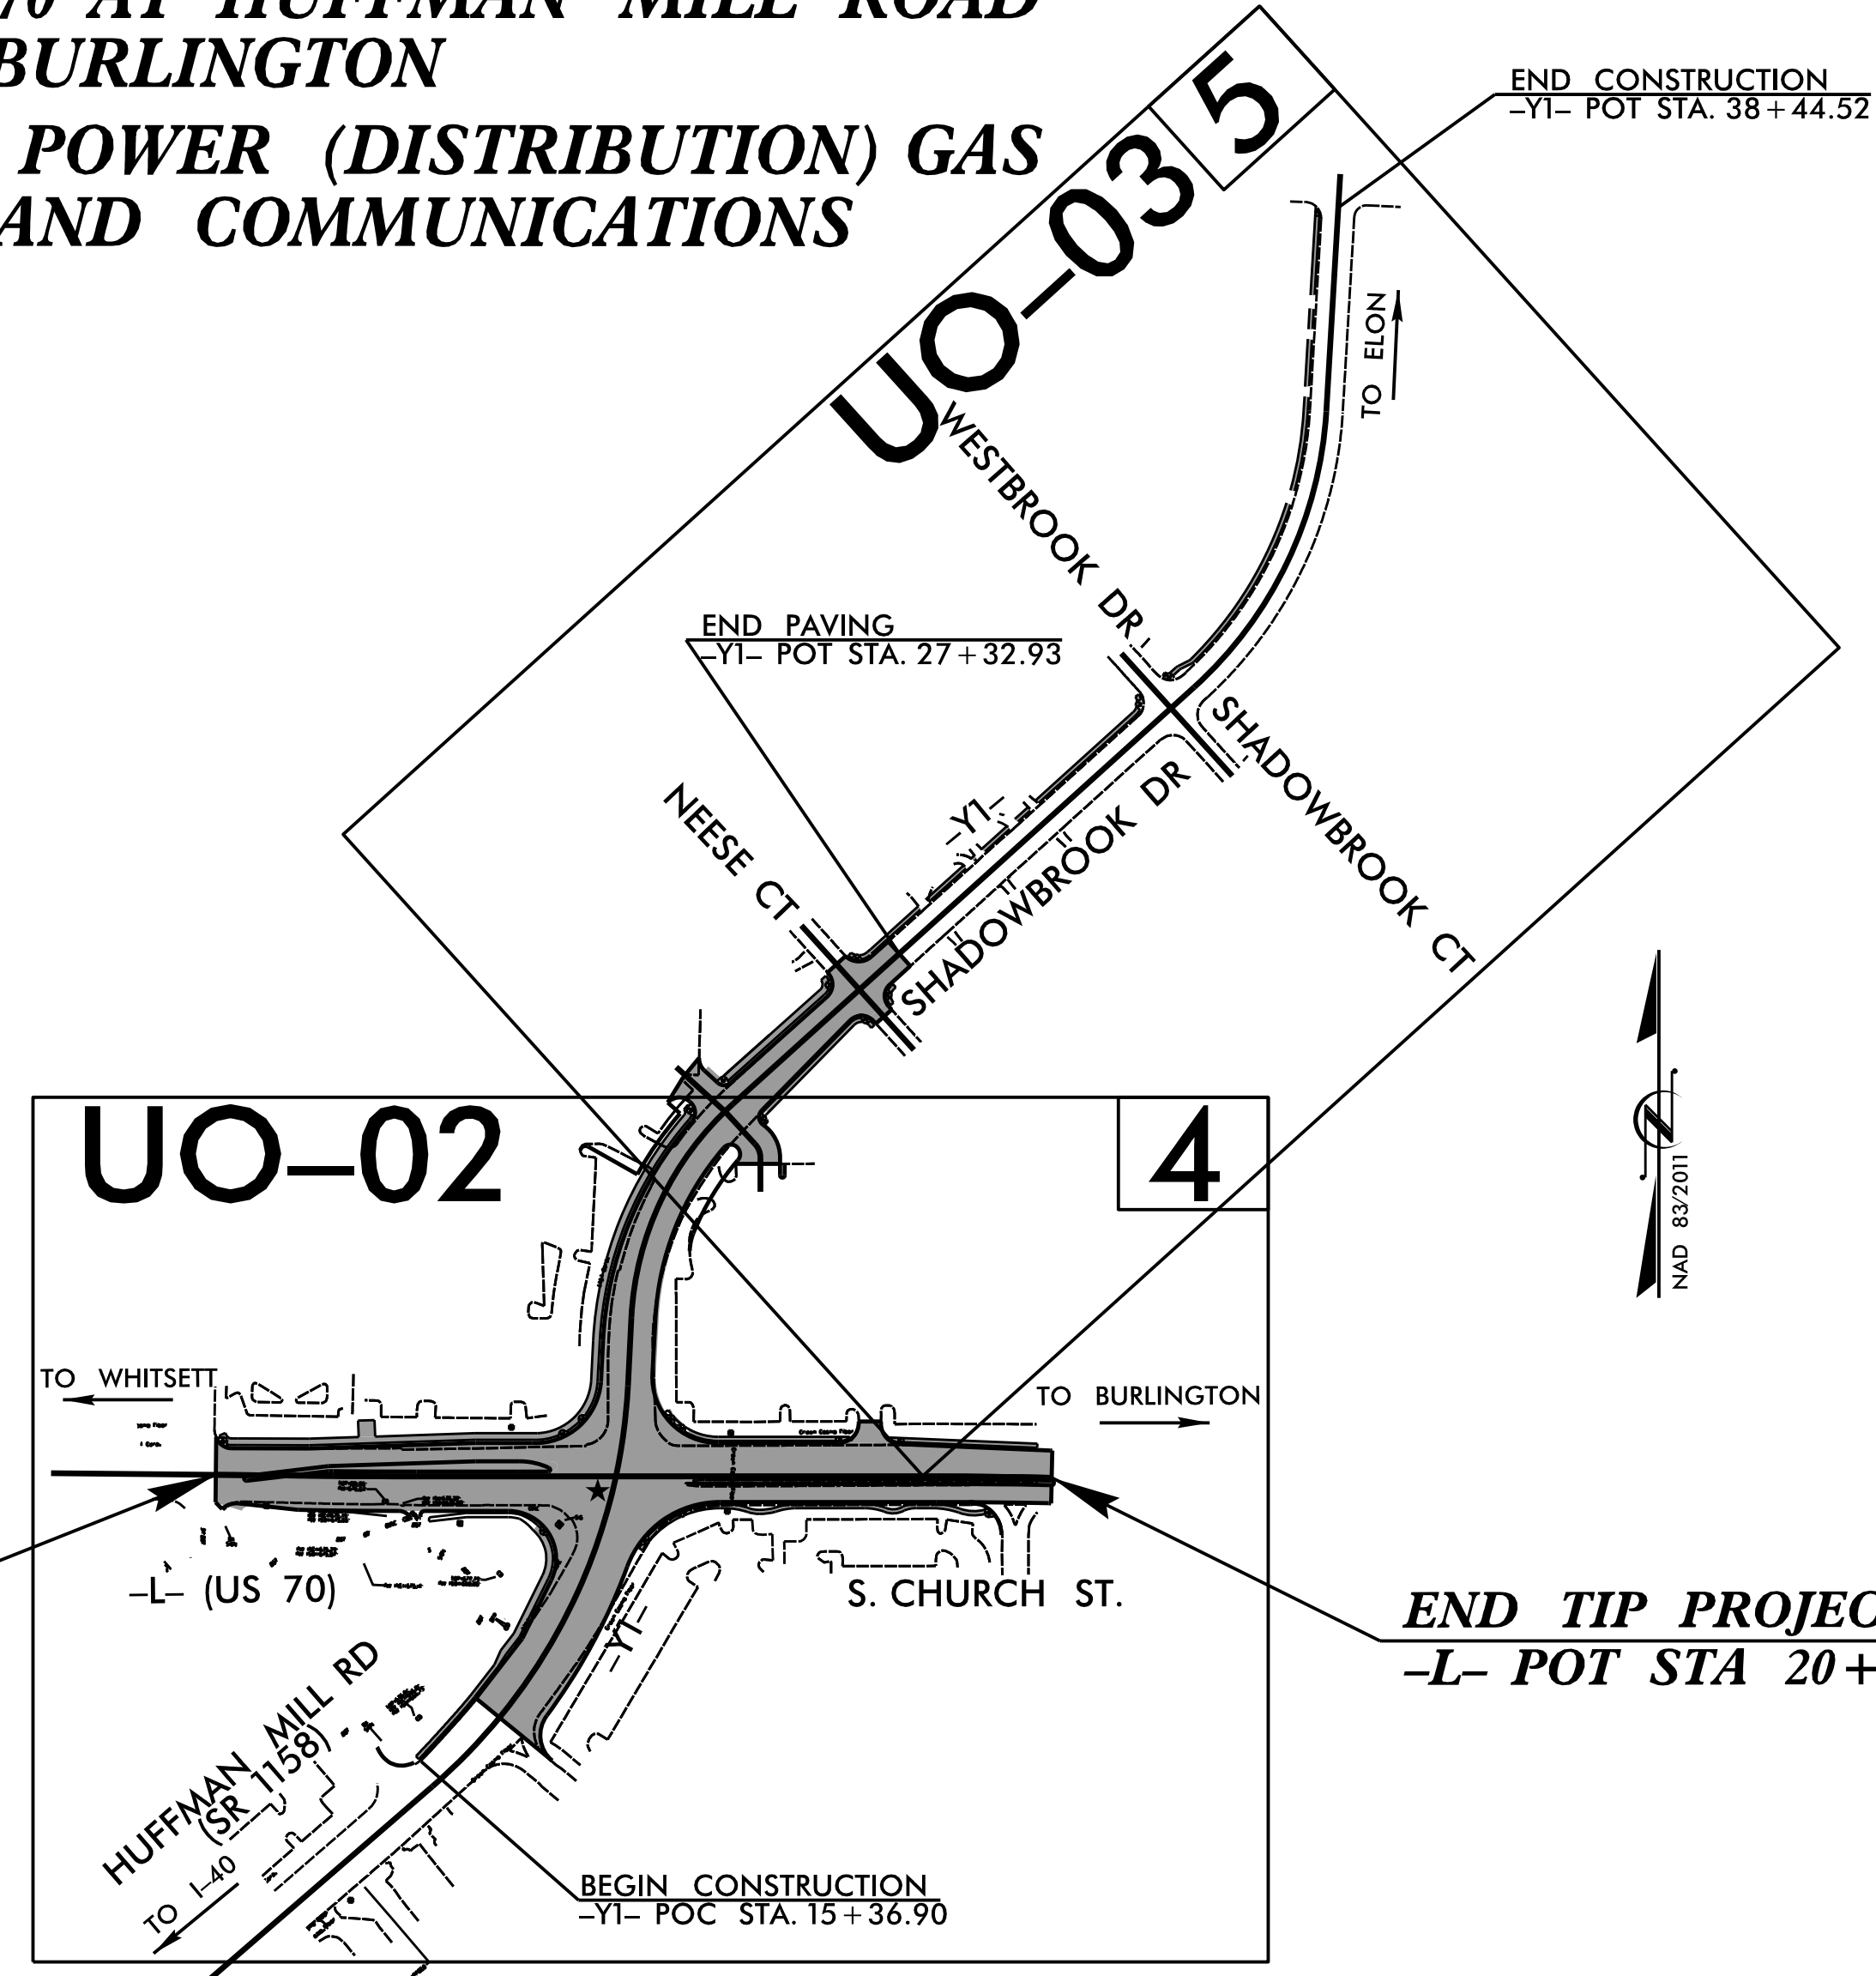 70 AT HUFFMAN MILL ROAD
BURLINGTON
POWER (DISTRIBUTION) GAS
AND COMMUNICATIONS
END CONSTRUCTION
–Y1– POT STA. 38+44.52
5
UO–03
TO ELON
WESTBROOK DR
END PAVING
–Y1– POT STA. 27+32.93
SHADOWBROOK CT
–Y1–
SHADOWBROOK DR
NEESE CT
UO–02
4
NAD 83/2011
TO WHITSETT
TO BURLINGTON
–L– (US 70)
S. CHURCH ST.
–Y1–
END TIP PROJEC
–L– POT STA 20+
HUFFMAN MILL RD
(SR 1158)
TO I–40
BEGIN CONSTRUCTION
–Y1– POC STA. 15+36.90